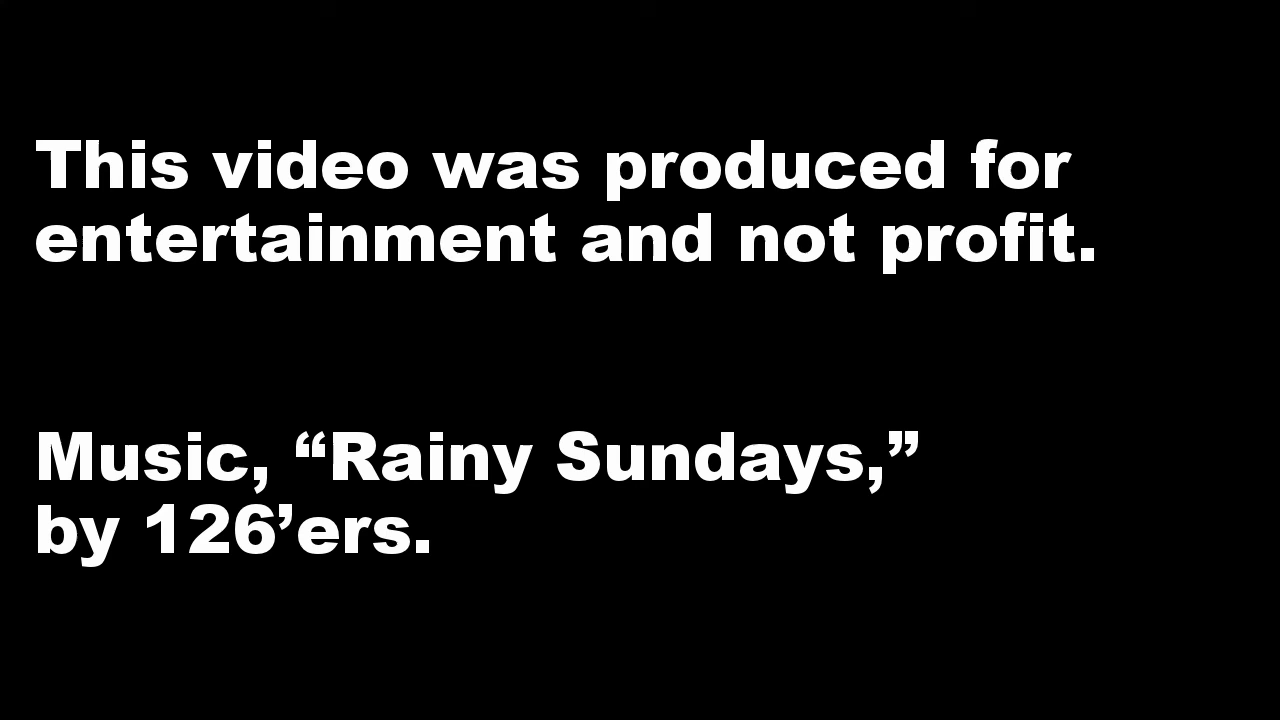 This video was produced for
entertainment and not profit.
Music, “Rainy Sundays,”
by 126’ers.